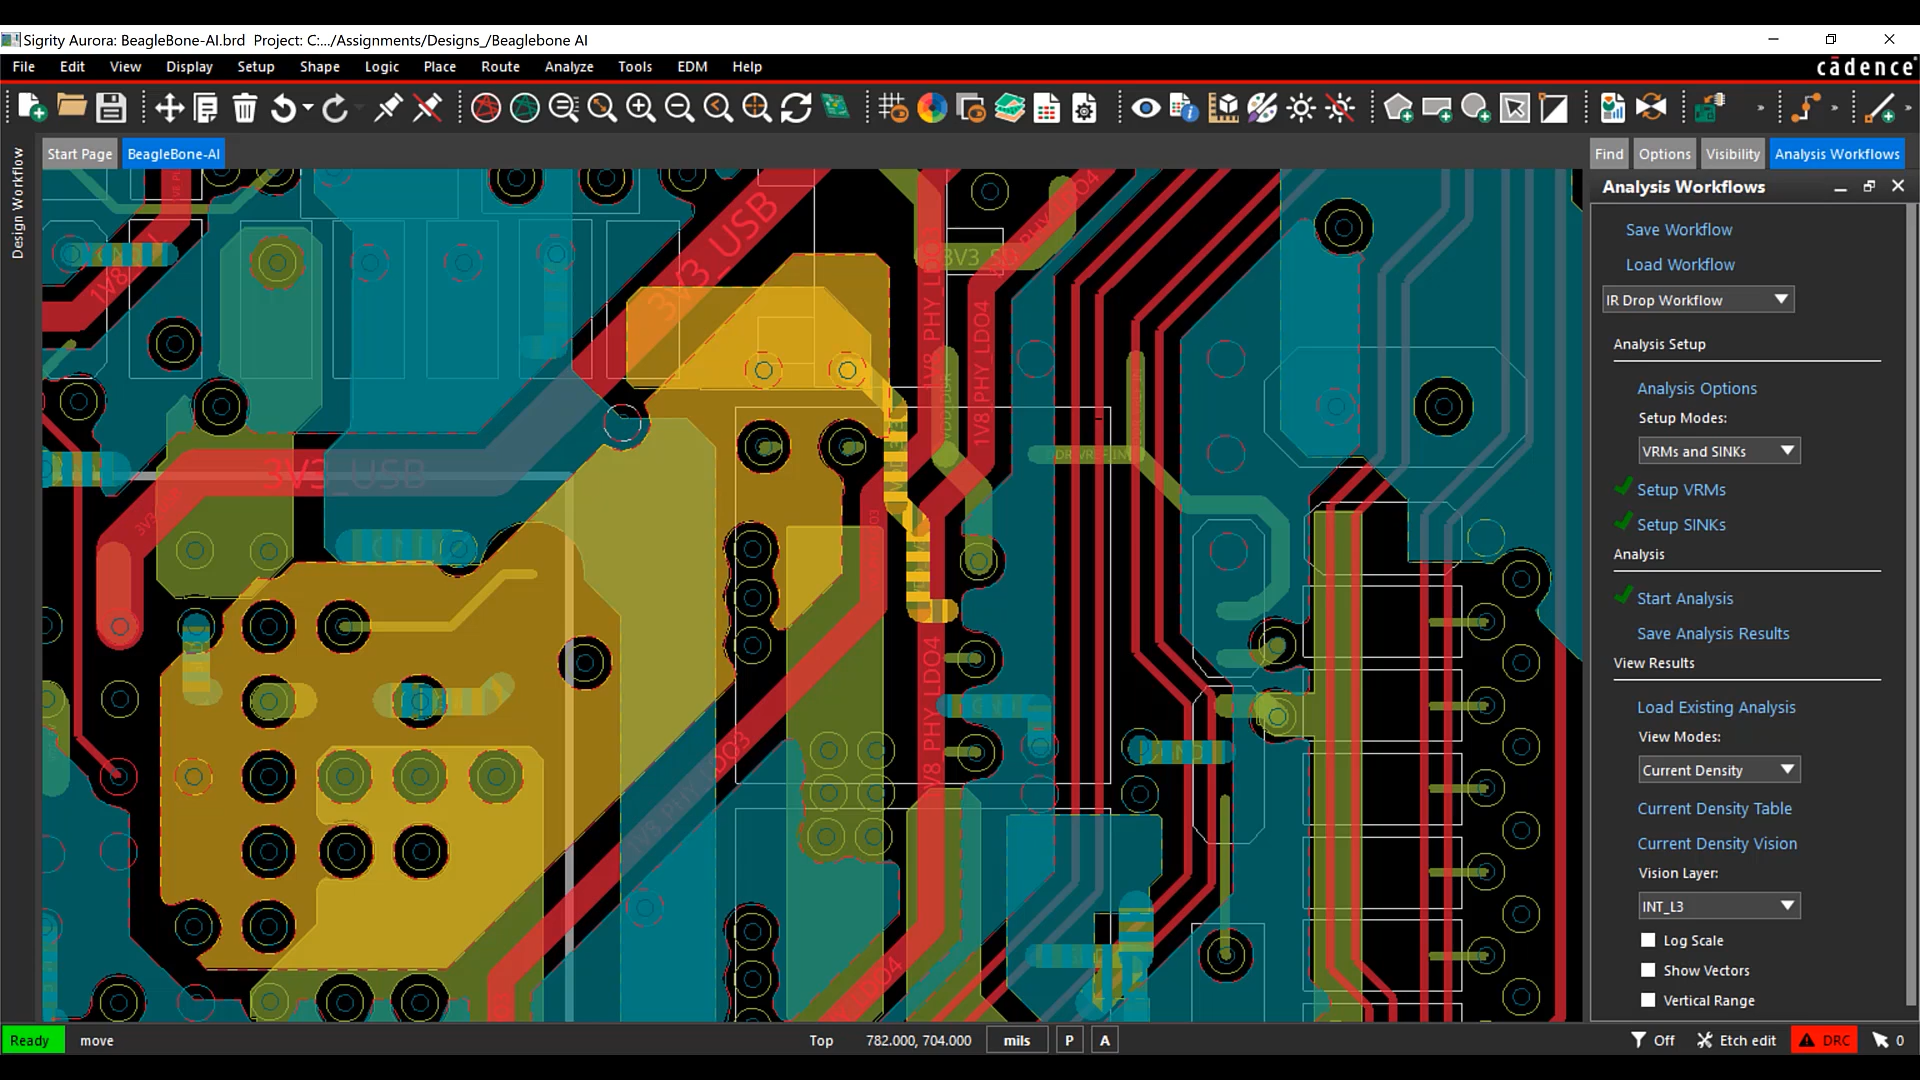 Sigrity Aurora: BeagleBone-AI.brd  Project: C:.../Assignments/Designs_/Beaglebone AI
File Edit View Display Setup Shape Logic Place Route Analyze Tools EDM Help
cādence
Start Page BeagleBone-AI
Find Options Visibility Analysis Workflows
Design Workflow
Analysis Workflows
Save Workflow
Load Workflow
IR Drop Workflow
Analysis Setup
Analysis Options
Setup Modes:
VRMs and SINKs
Setup VRMs
Setup SINKs
Analysis
Start Analysis
Save Analysis Results
View Results
Load Existing Analysis
View Modes:
Current Density
Current Density Table
Current Density Vision
Vision Layer:
INT_L3
Log Scale
Show Vectors
Vertical Range
3V3_USB
3V3_USB
1V8_PHY_LDO4
1V8_PHY_LDO3
Ready move Top 782.000, 704.000 mils P A Off Etch edit DRC 0